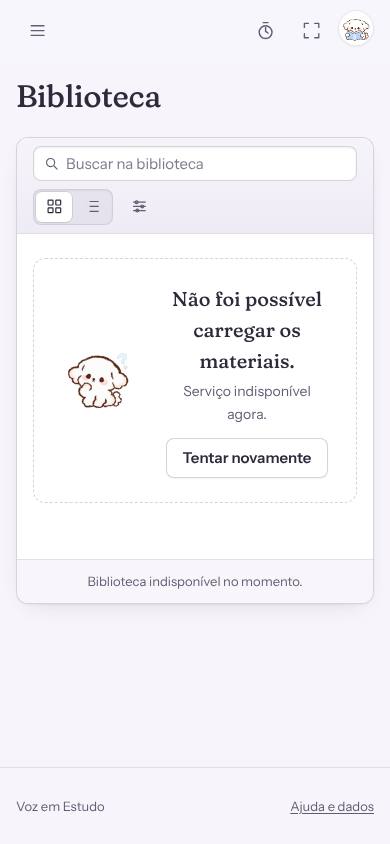 Biblioteca
Buscar na biblioteca
Não foi possível
carregar os
materiais.
Serviço indisponível
agora.
Tentar novamente
Biblioteca indisponível no momento.
Voz em Estudo
Ajuda e dados